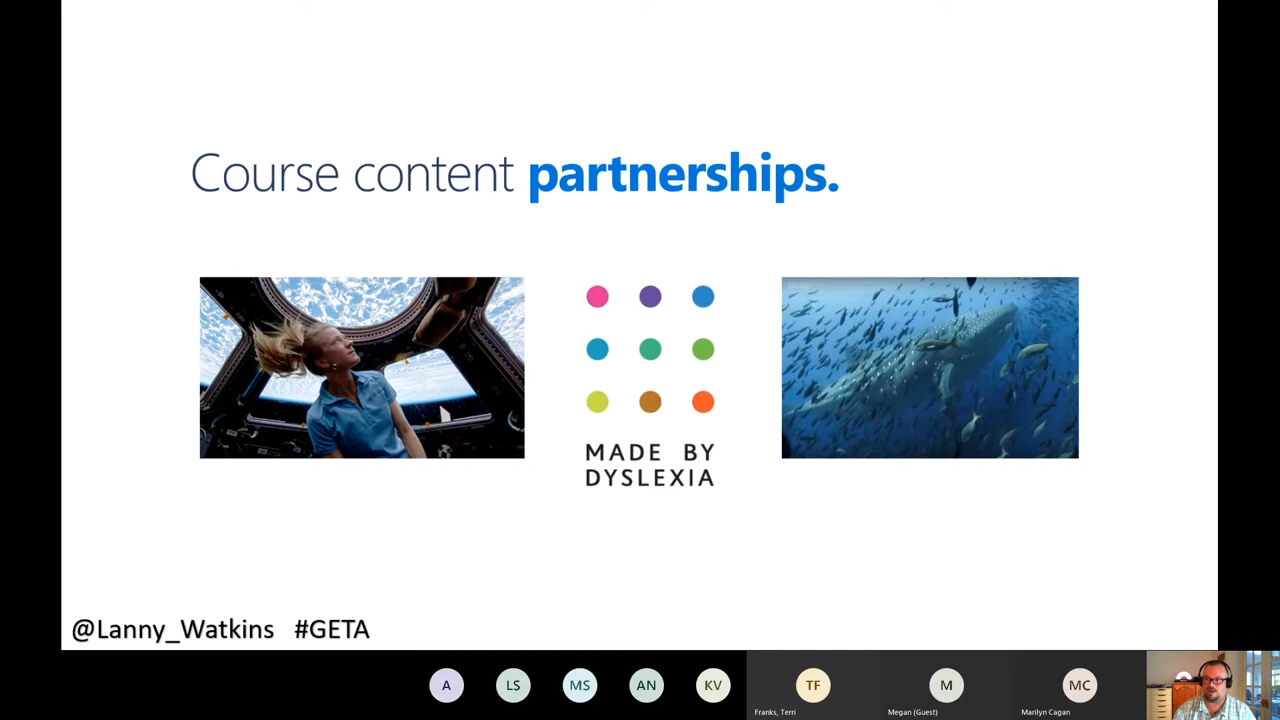 Course content partnerships.
MADE BY
DYSLEXIA
@Lanny_Watkins #GETA
A LS MS AN KV TF M MC
Franks, Terri Megan (Guest) Marilyn Cagan